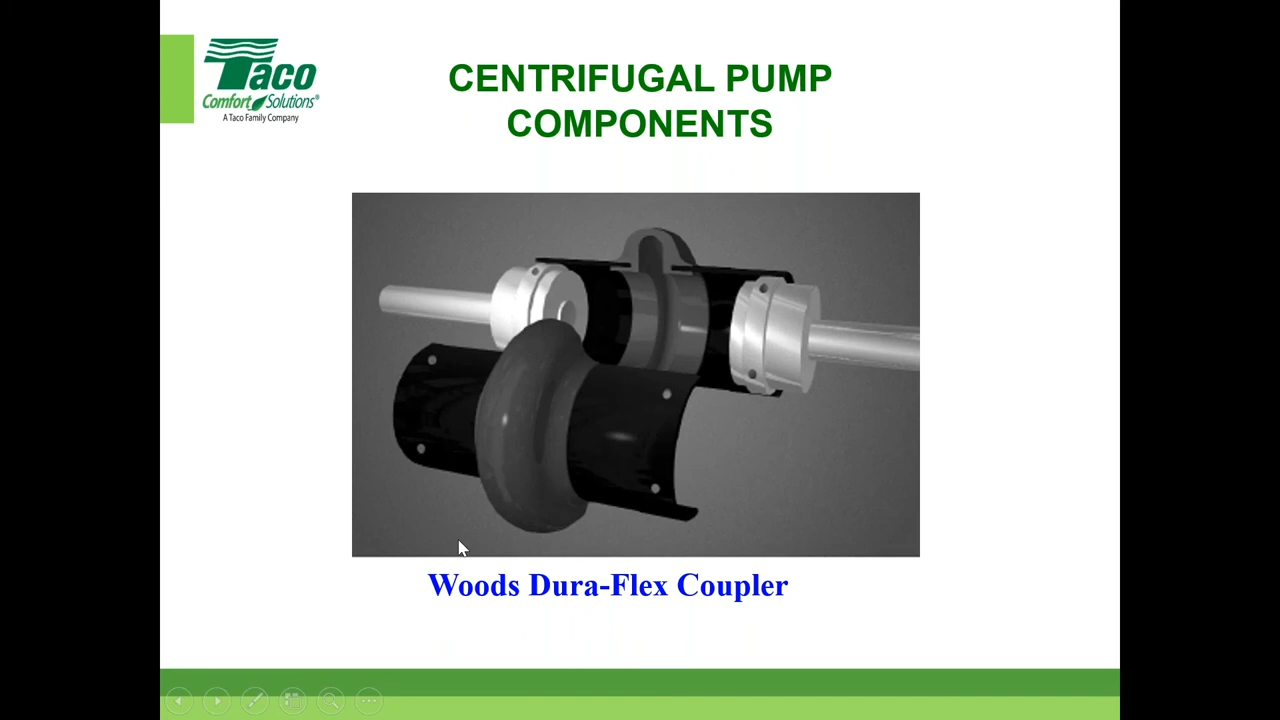 Taco
Comfort Solutions®
A Taco Family Company
CENTRIFUGAL PUMP
COMPONENTS
Woods Dura-Flex Coupler